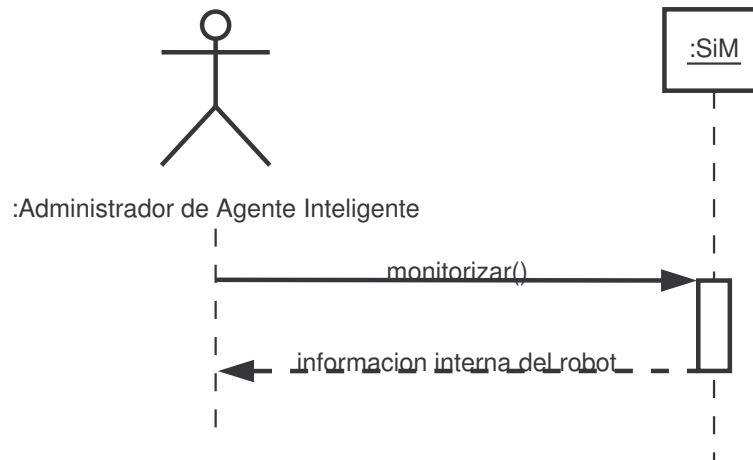 :SiM
:Administrador de Agente Inteligente
monitorizar()
informacion interna del robot